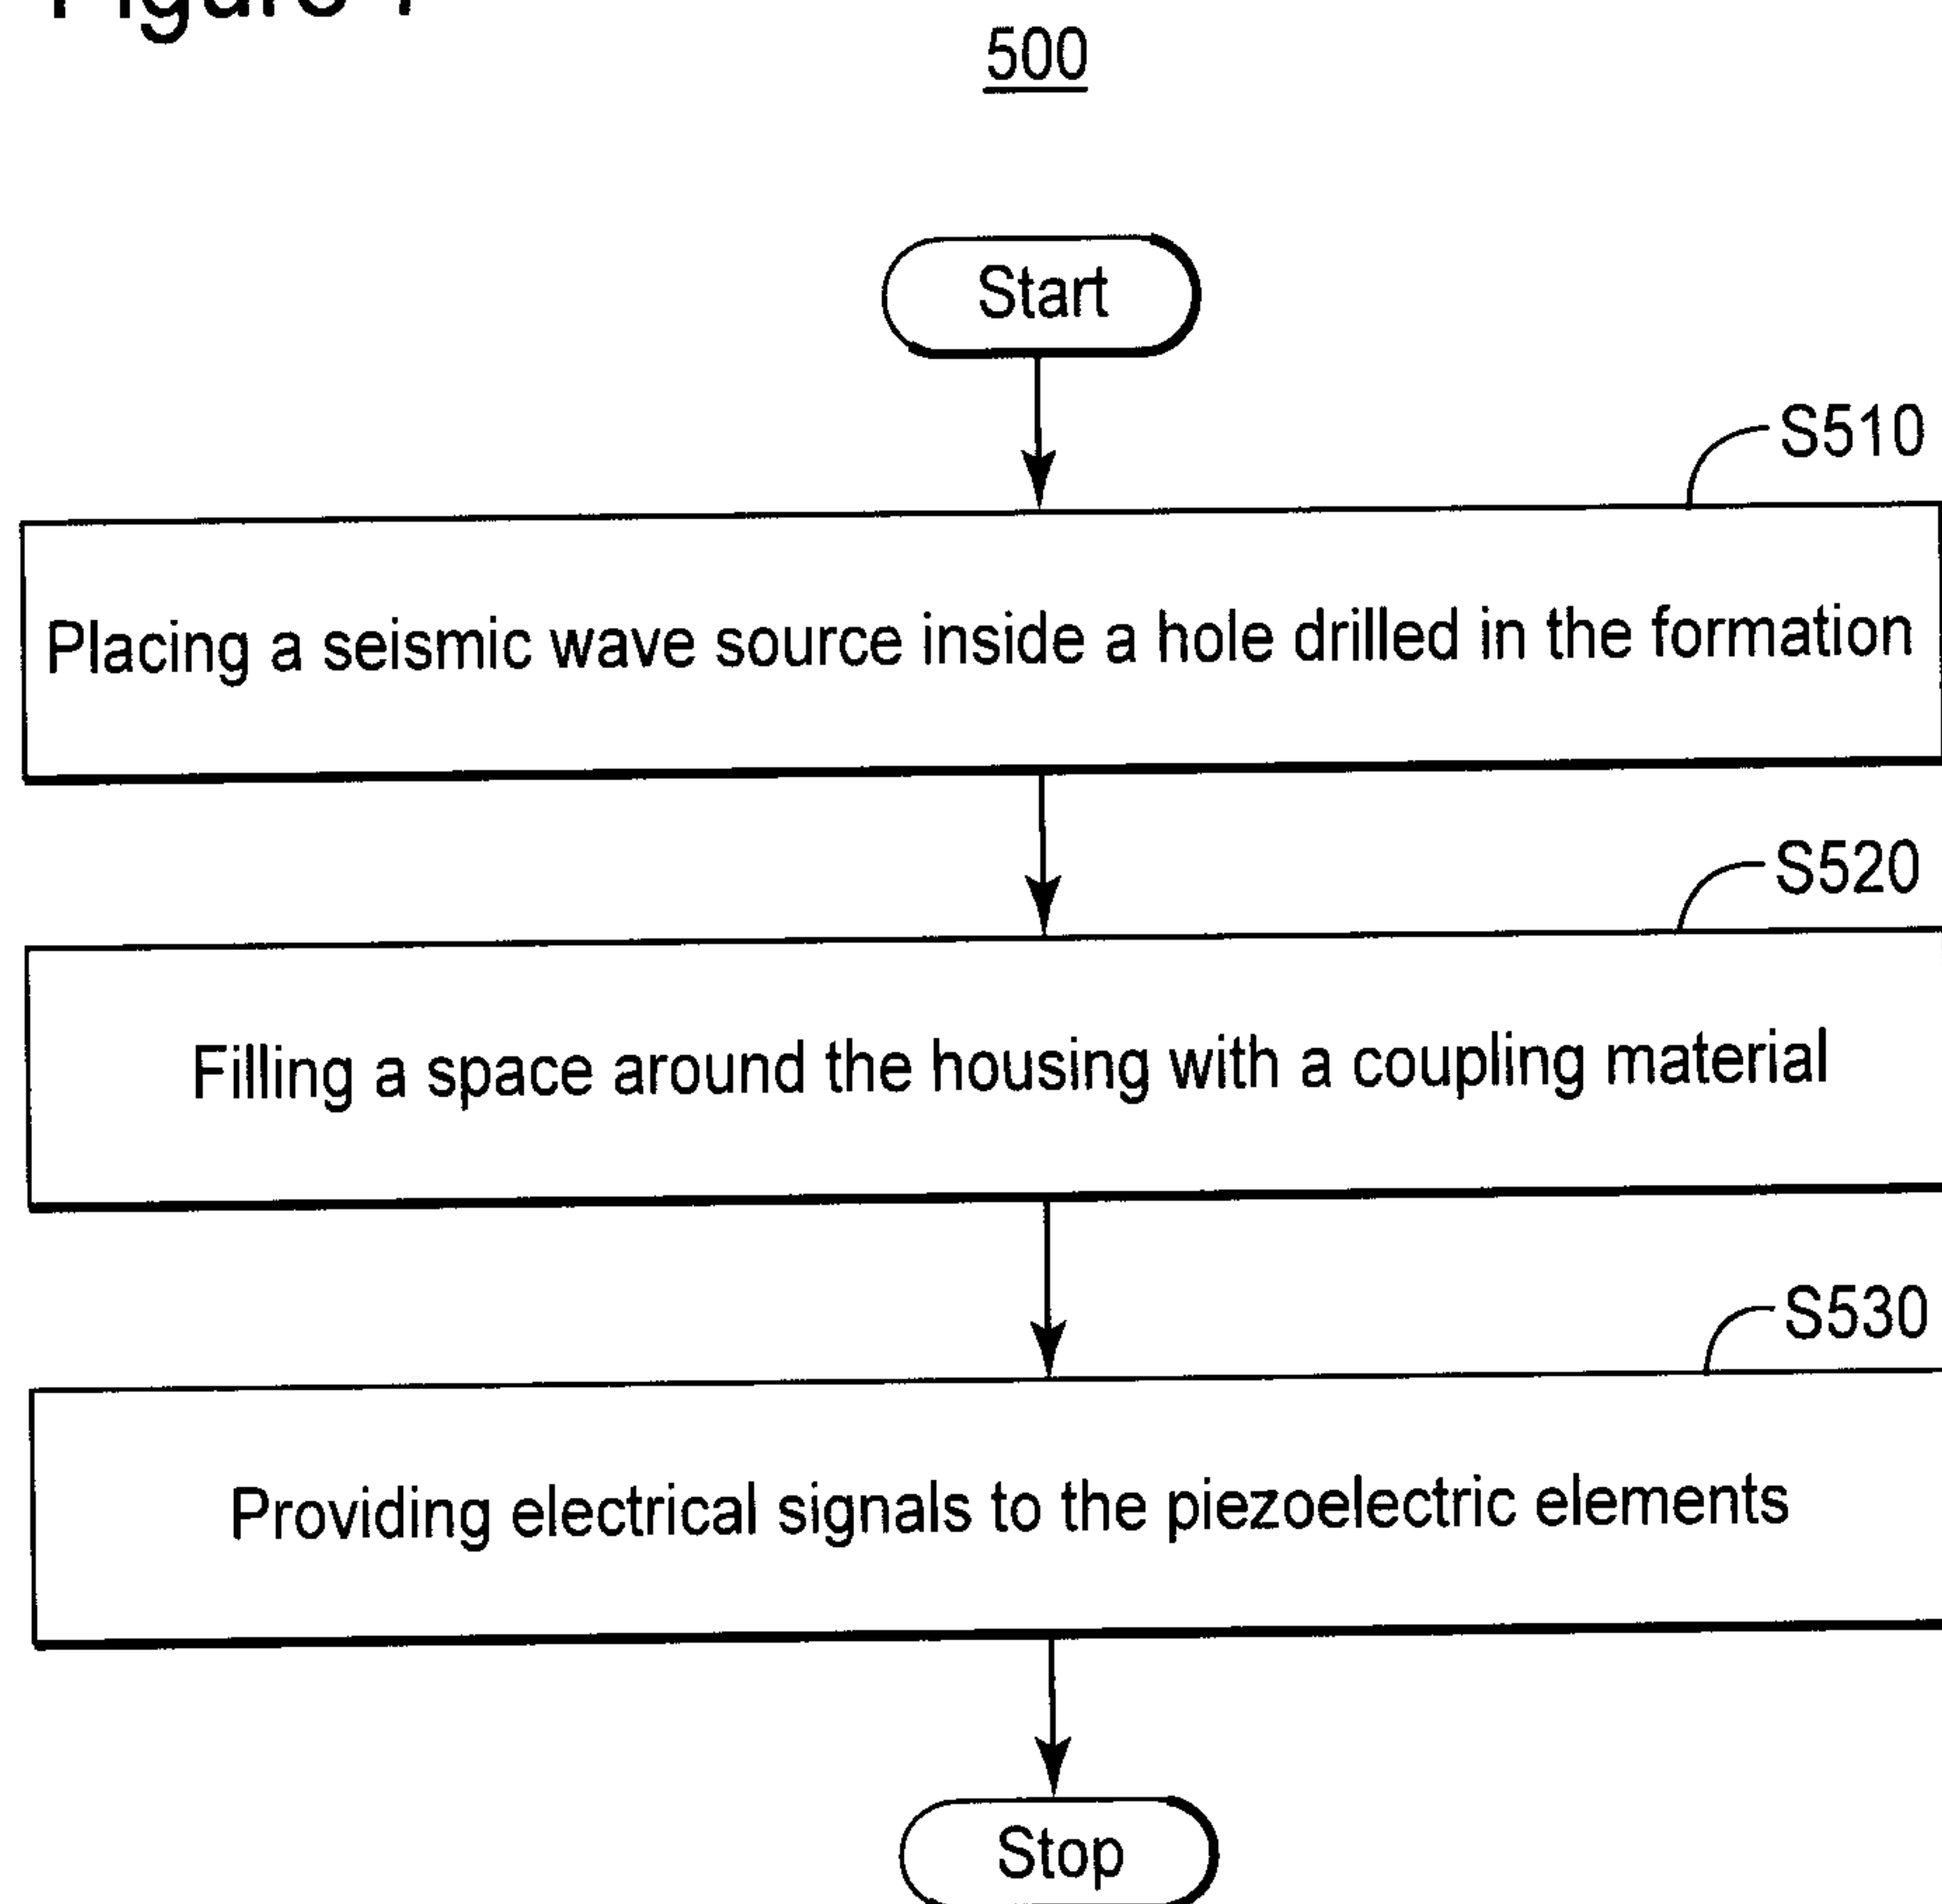 Figure
500
Start
S510
Placing a seismic wave source inside a hole drilled in the formation
S520
Filling a space around the housing with a coupling material
S530
Providing electrical signals to the piezoelectric elements
Stop